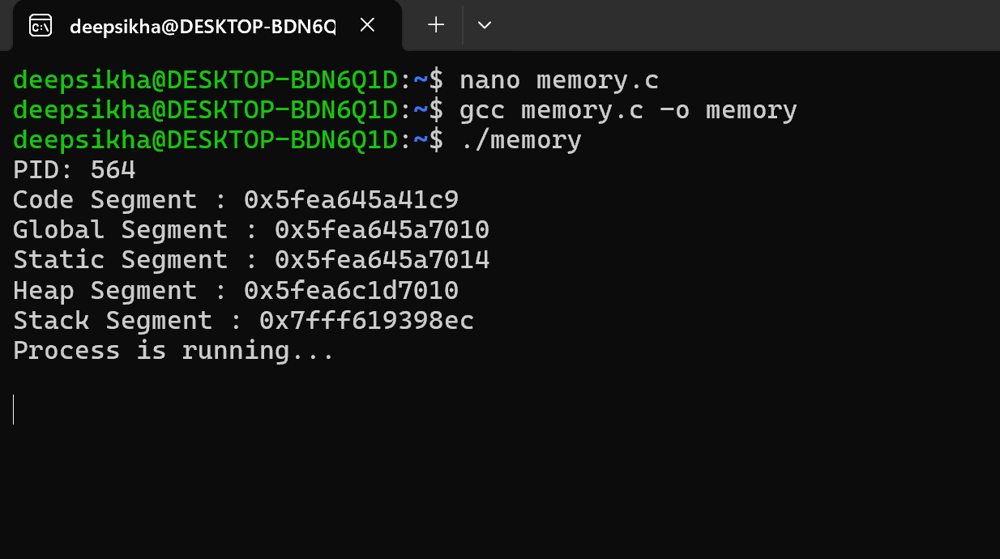 deepsikha@DESKTOP-BDN6Q
deepsikha@DESKTOP-BDN6Q1D:~$ nano memory.c
deepsikha@DESKTOP-BDN6Q1D:~$ gcc memory.c -o memory
deepsikha@DESKTOP-BDN6Q1D:~$ ./memory
PID: 564
Code Segment : 0x5fea645a41c9
Global Segment : 0x5fea645a7010
Static Segment : 0x5fea645a7014
Heap Segment : 0x5fea6c1d7010
Stack Segment : 0x7fff619398ec
Process is running...